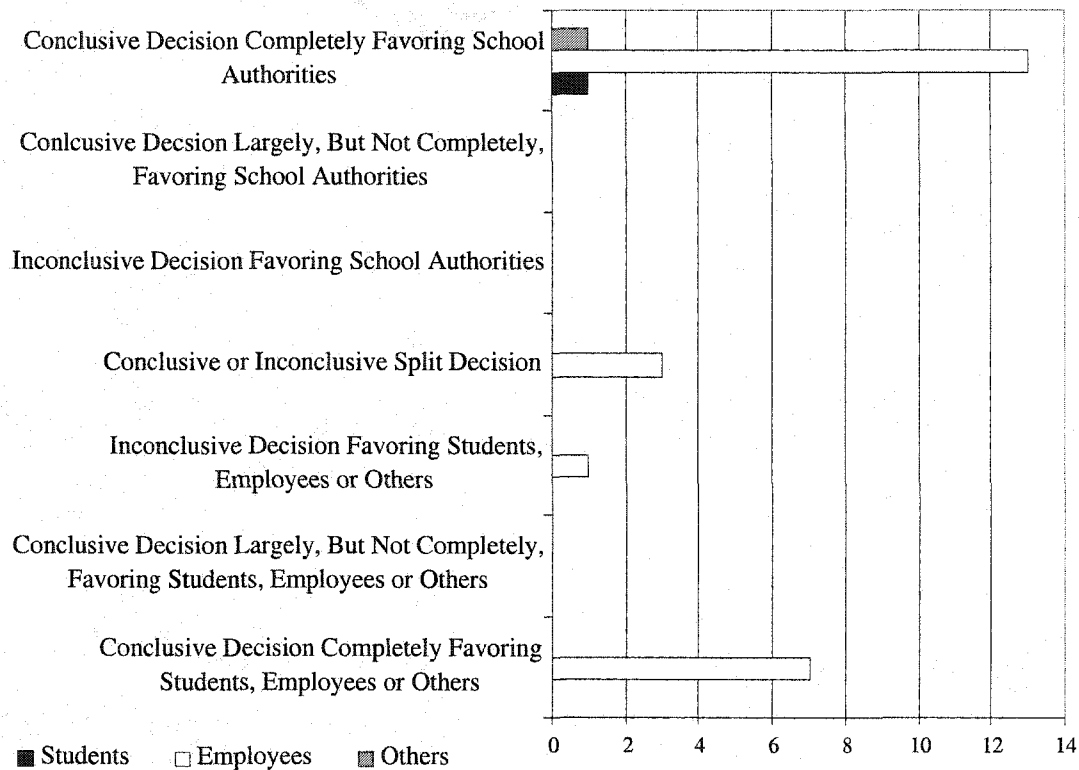 Conclusive Decision Completely Favoring School
Authorities
Conlcusive Decsion Largely, But Not Completely,
Favoring School Authorities
Inconclusive Decision Favoring School Authorities
Conclusive or Inconclusive Split Decision
Inconclusive Decision Favoring Students,
Employees or Others
Conclusive Decision Largely, But Not Completely,
Favoring Students, Employees or Others
Conclusive Decision Completely Favoring
Students, Employees or Others
0 2 4 6 8 10 12 14
Students Employees Others